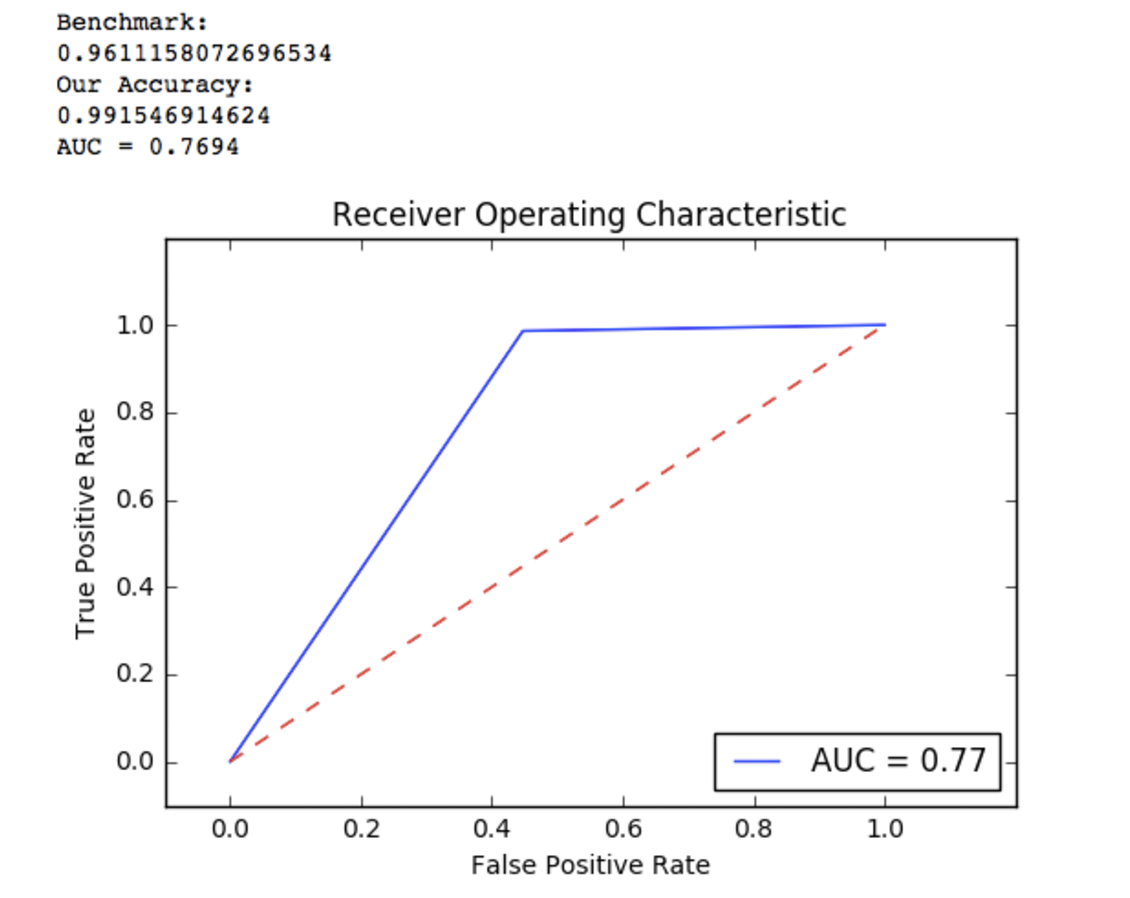 Benchmark:
0.9611158072696534
Our Accuracy:
0.991546914624
AUC = 0.7694
Receiver Operating Characteristic
1.0
0.8
0.6
0.4
0.2
0.0
True Positive Rate
AUC = 0.77
0.0 0.2 0.4 0.6 0.8 1.0
False Positive Rate